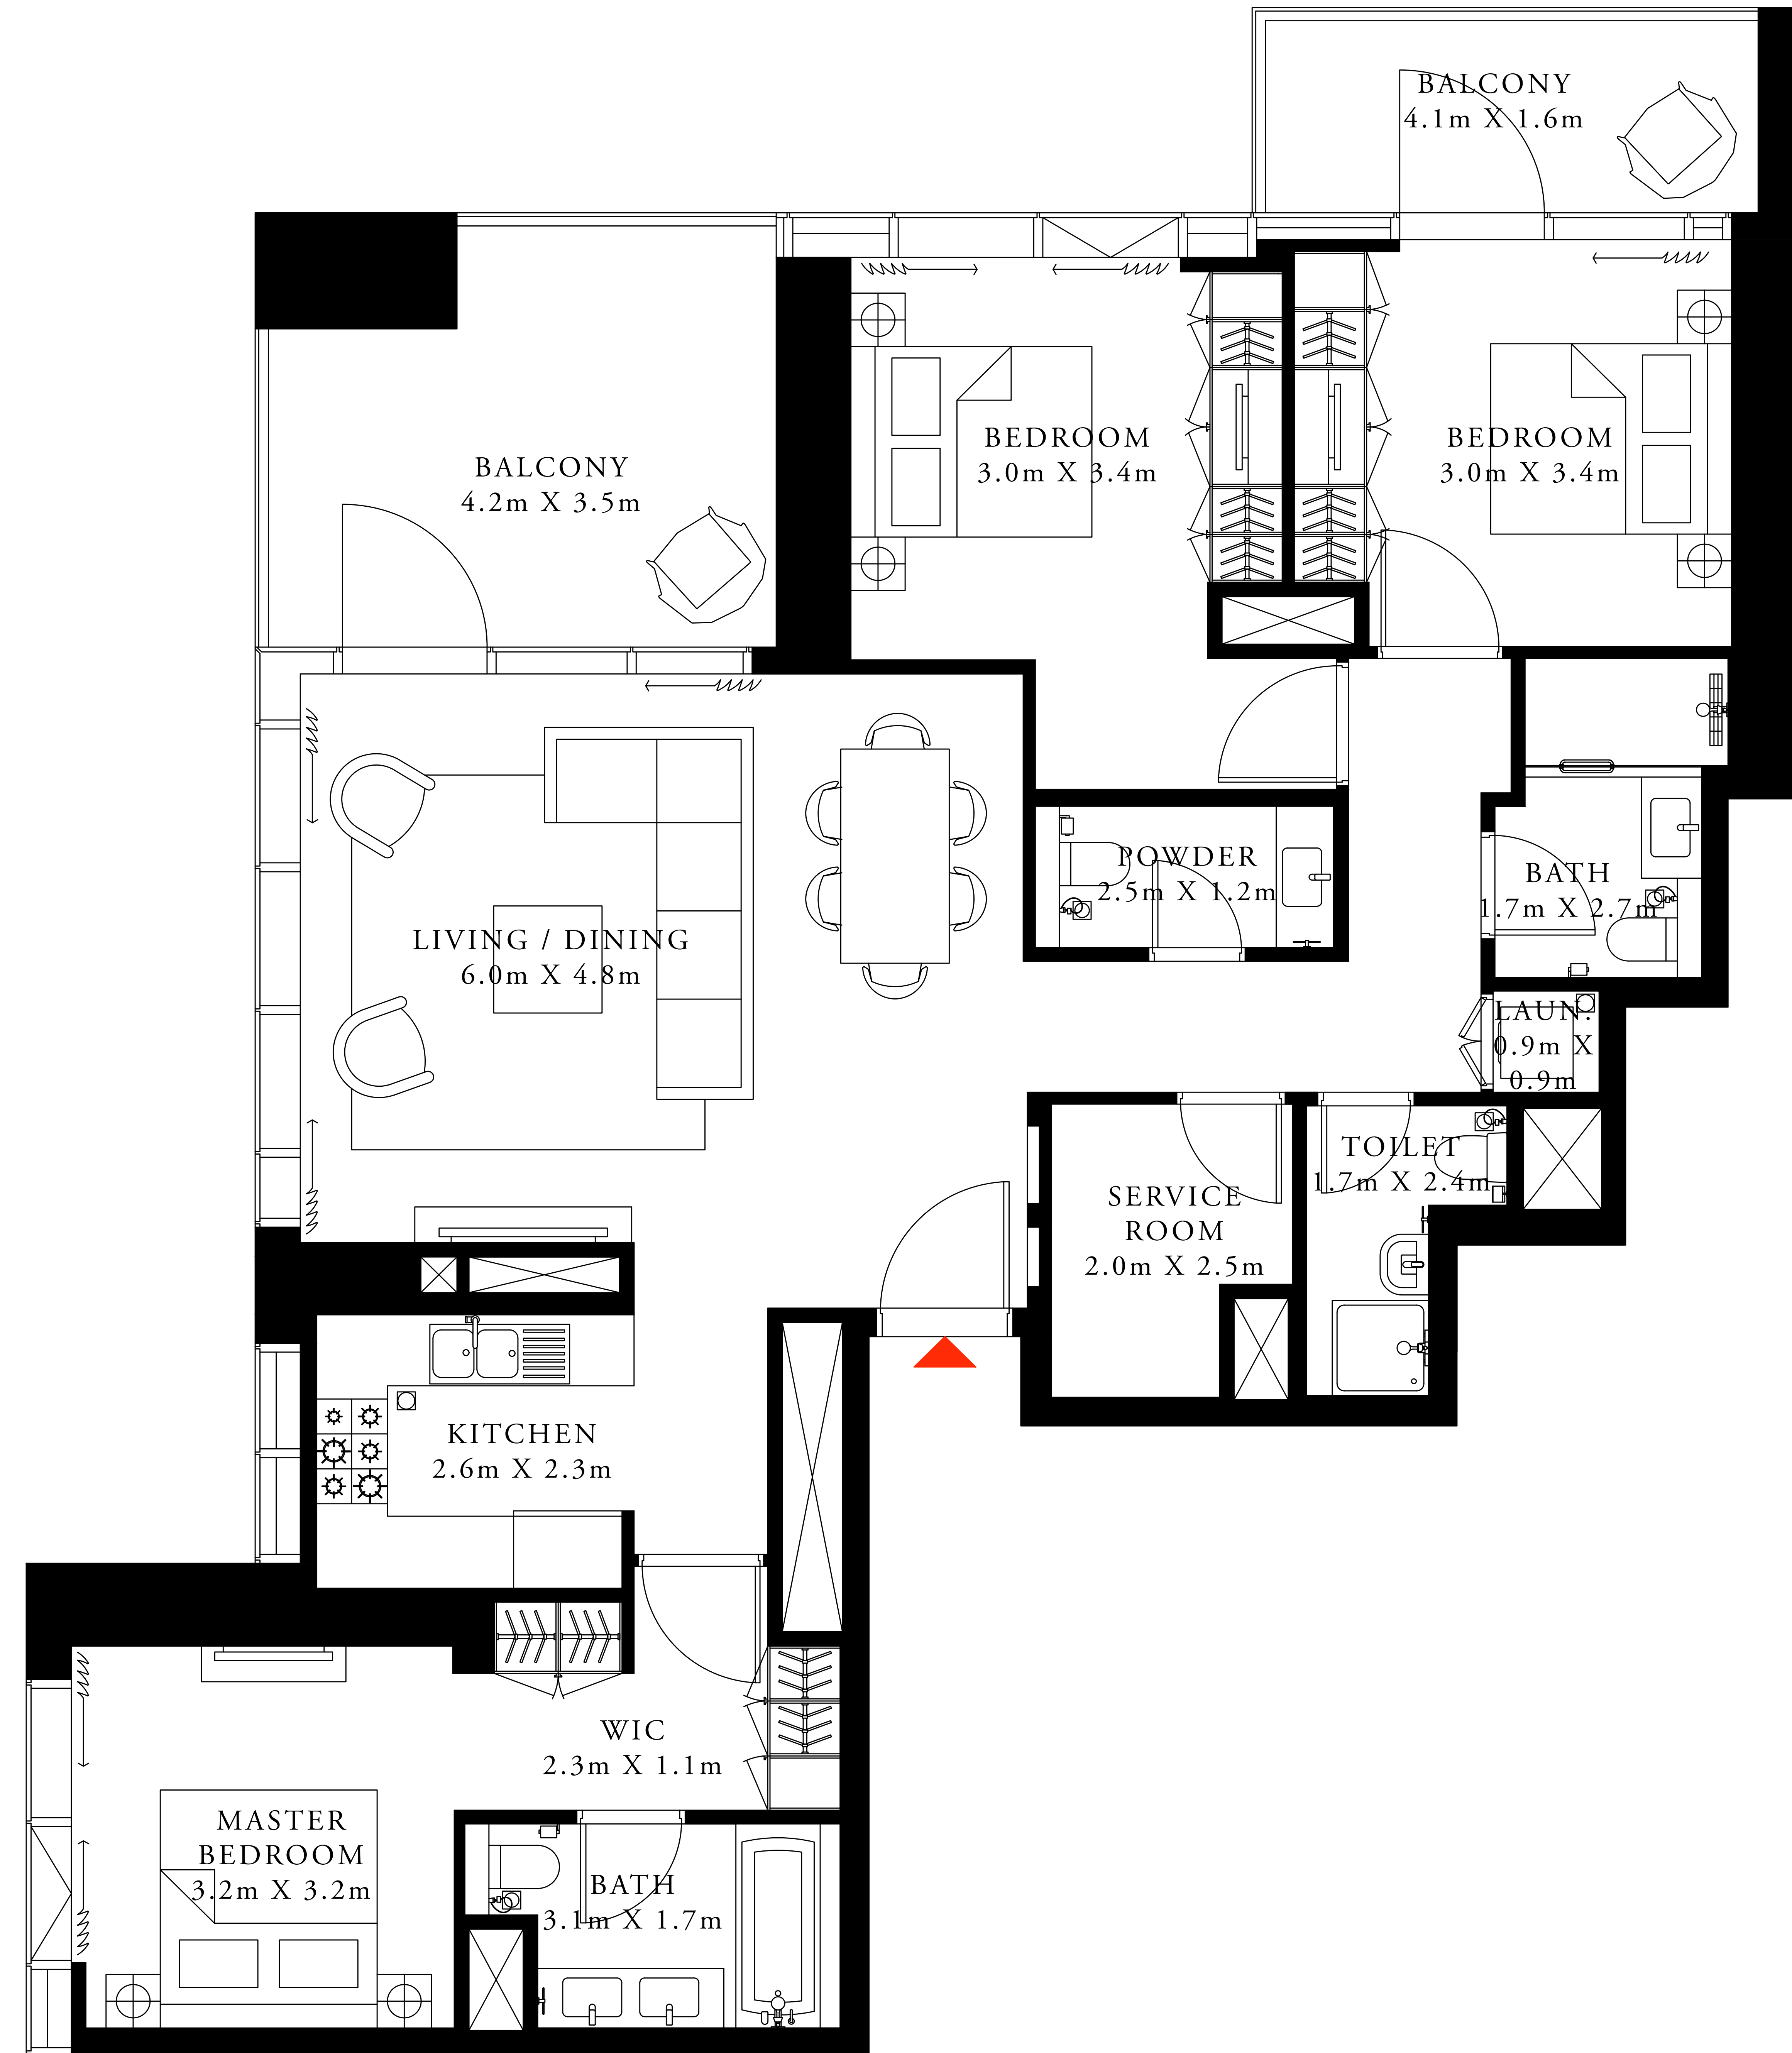 BALCONY
4.1m X 1.6m
BALCONY
4.2m X 3.5m
BEDROOM
3.0m X 3.4m
BEDROOM
3.0m X 3.4m
POWDER
2.5m X 1.2m
BATH
1.7m X 2.7m
LIVING / DINING
6.0m X 4.8m
LAUN.
0.9m X
0.9m
TOILET
1.7m X 2.4m
SERVICE
ROOM
2.0m X 2.5m
KITCHEN
2.6m X 2.3m
WIC
2.3m X 1.1m
MASTER
BEDROOM
3.2m X 3.2m
BATH
3.1m X 1.7m